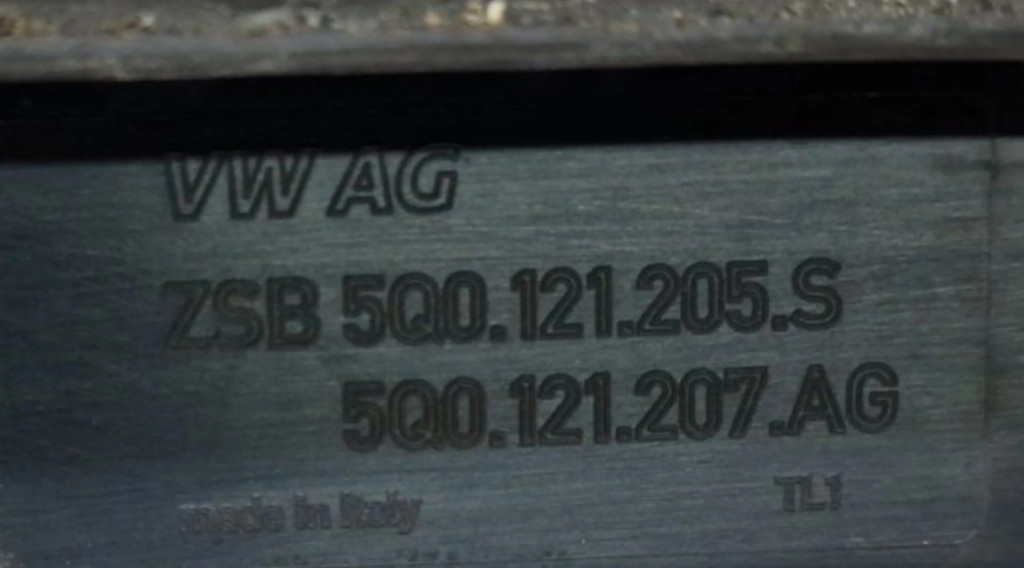 VW AG
ZSB 5Q0.121.205.S
5Q0.121.207.AG
made in Italy
TL1